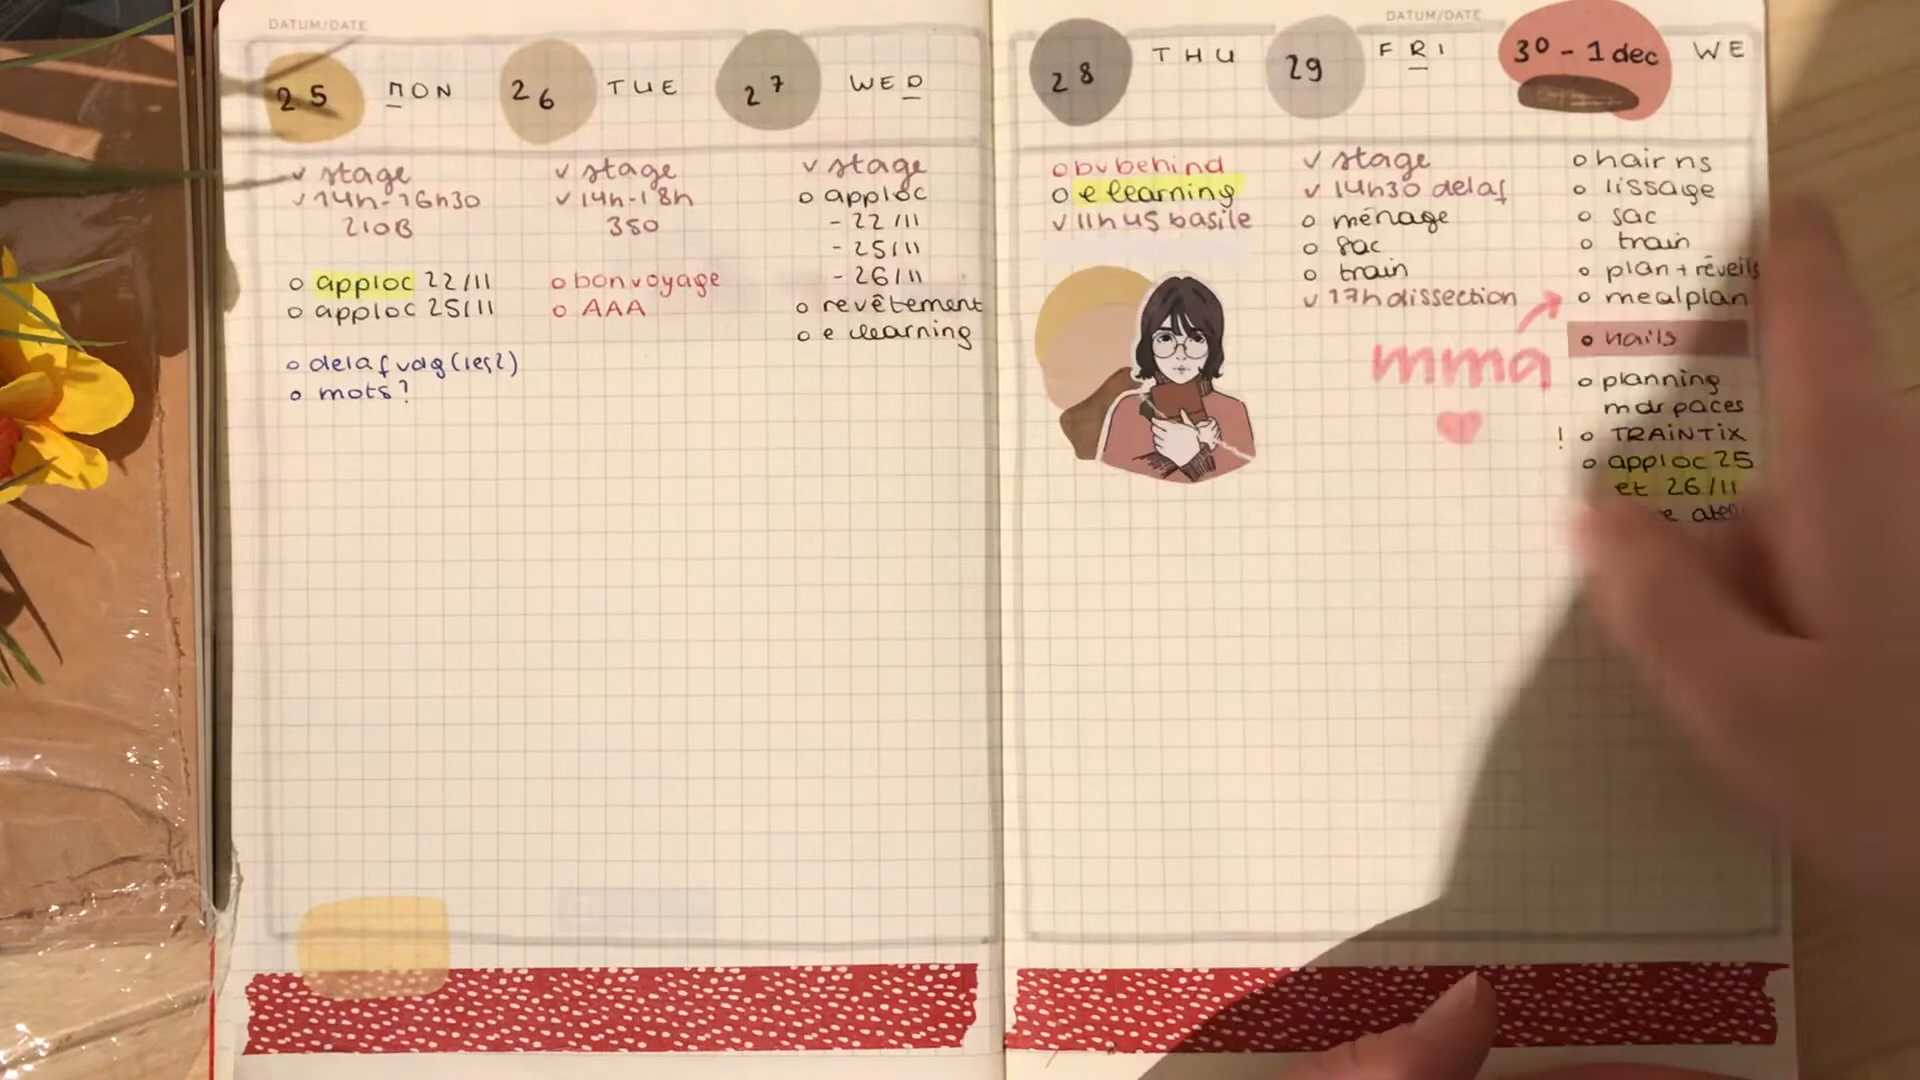 DATUM/DATE
25 MON
26 TUE
27 WED
v stage
v 14h-16h30
210B
o apploc 22/11
o apploc 25/11
o delaf vdg (les2)
o mots?
v stage
v 14h-18h
350
o bon voyage
o AAA
v stage
o apploc
- 22/11
- 25/11
- 26/11
o revêtement
o e learning
DATUM/DATE
28 THU
29 FRI
30 - 1 dec WE
o bv behind
o e learning
v 11h45 basile
v stage
v 14h30 delaf
o ménage
o sac
o train
v 17h dissection
mma
o hair ns
o lissage
o sac
o train
o plan + réveils
o mealplan
o nails
o planning
mdr paces
! o TRAINTIX
o apploc 25
et 26/11